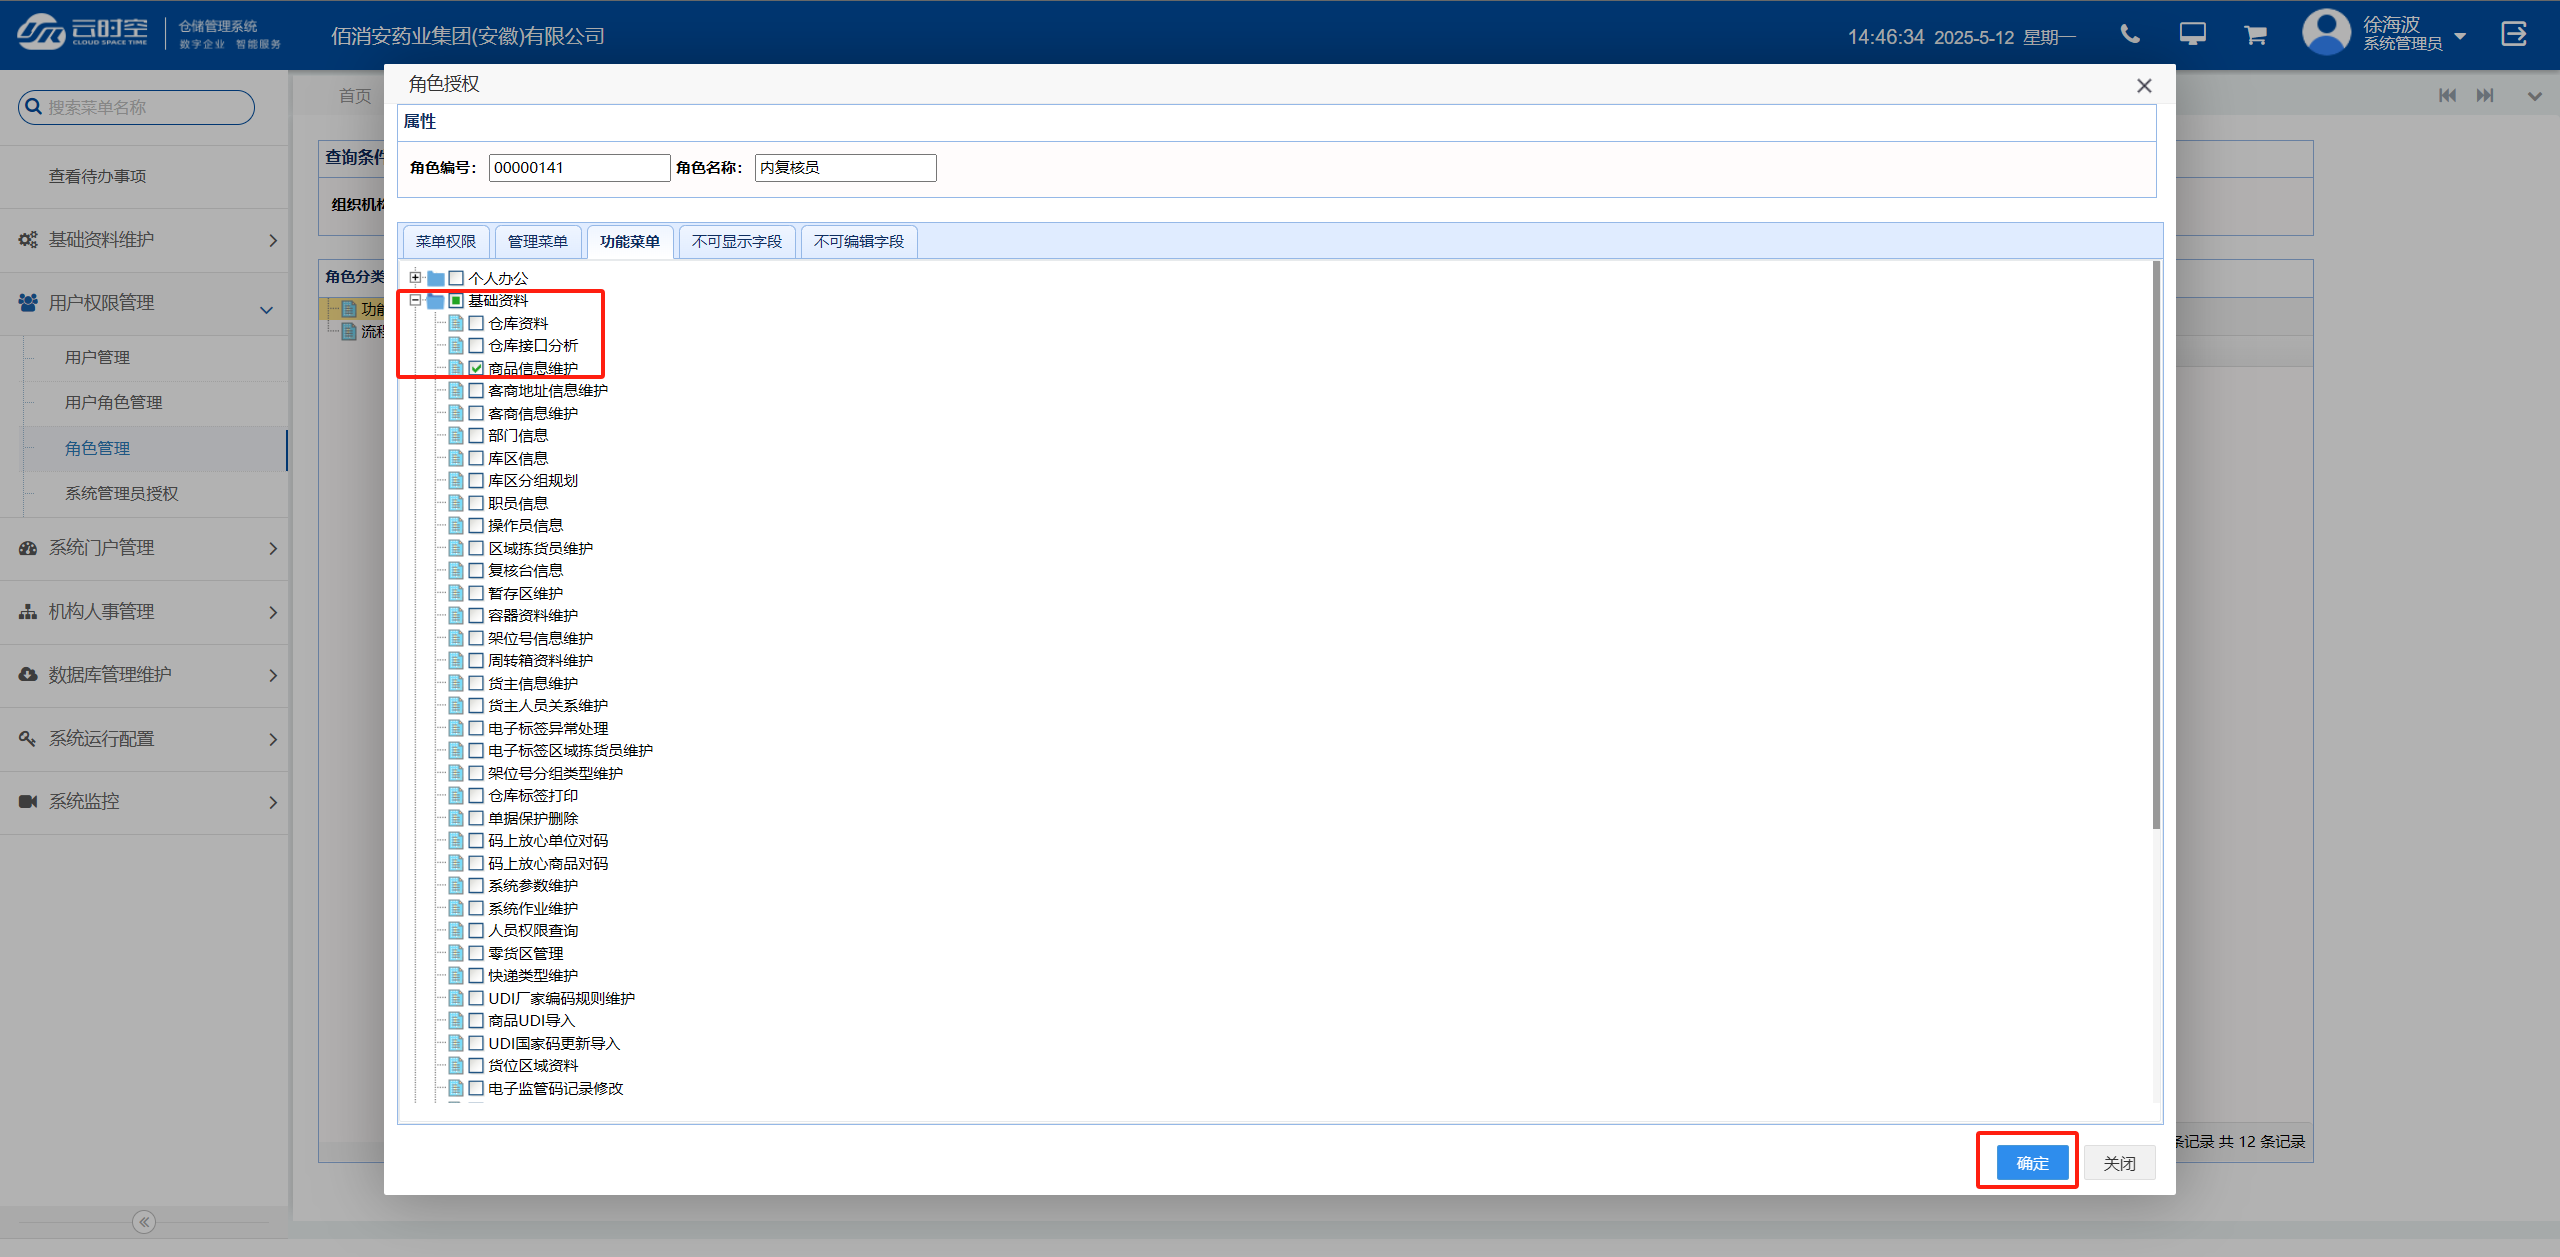 云时空
CLOUD SPACE TIME
仓储管理系统
数字企业 智能服务
佰消安药业集团(安徽)有限公司
14:46:34 2025-5-12 星期一
徐海波
系统管理员
搜索菜单名称
查看待办事项
基础资料维护
用户权限管理
用户管理
用户角色管理
角色管理
系统管理员授权
系统门户管理
机构人事管理
数据库管理维护
系统运行配置
系统监控
首页
查询条件
组织机构
角色分类
功能
流程
角色授权
属性
角色编号: 00000141 角色名称: 内复核员
菜单权限 管理菜单 功能菜单 不可显示字段 不可编辑字段
个人办公
基础资料
仓库资料
仓库接口分析
商品信息维护
客商地址信息维护
客商信息维护
部门信息
库区信息
库区分组规划
职员信息
操作员信息
区域拣货员维护
复核台信息
暂存区维护
容器资料维护
架位号信息维护
周转箱资料维护
货主信息维护
货主人员关系维护
电子标签异常处理
电子标签区域拣货员维护
架位号分组类型维护
仓库标签打印
单据保护删除
码上放心单位对码
码上放心商品对码
系统参数维护
系统作业维护
人员权限查询
零货区管理
快递类型维护
UDI厂家编码规则维护
商品UDI导入
UDI国家码更新导入
货位区域资料
电子监管码记录修改
条记录 共 12 条记录
确定 关闭